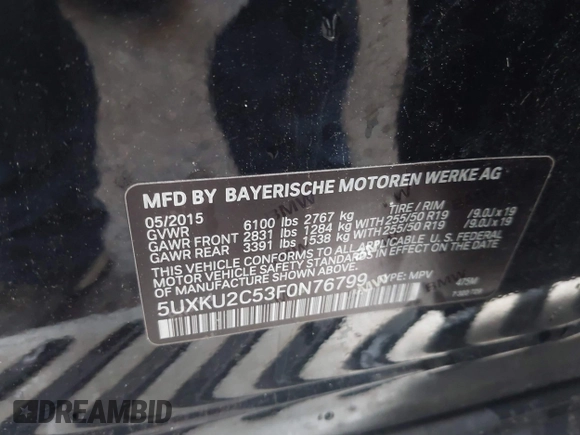 MFD BY BAYERISCHE MOTOREN WERKE AG
05/2015 TIRE / RIM
GVWR 6100 lbs 2767 kg
GAWR FRONT 2831 lbs 1284 kg WITH 255/50 R19 / 9.0J x 19
GAWR REAR 3391 lbs 1538 kg WITH 255/50 R19 / 9.0J x 19
THIS VEHICLE CONFORMS TO ALL APPLICABLE U.S. FEDERAL
MOTOR VEHICLE SAFETY STANDARDS IN EFFECT ON
THE DATE OF MANUFACTURE SHOWN ABOVE.
5UXKU2C53F0N76799 TYPE: MPV
475M
DREAMBID